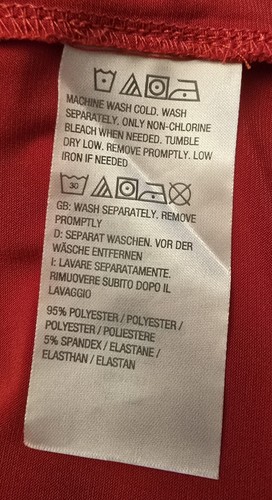 MACHINE WASH COLD. WASH
SEPARATELY. ONLY NON-CHLORINE
BLEACH WHEN NEEDED. TUMBLE
DRY LOW. REMOVE PROMPTLY. LOW
IRON IF NEEDED
30
GB: WASH SEPARATELY. REMOVE
PROMPTLY
D: SEPARAT WASCHEN. VOR DER
WÄSCHE ENTFERNEN
I: LAVARE SEPARATAMENTE.
RIMUOVERE SUBITO DOPO IL
LAVAGGIO
95% POLYESTER / POLYESTER /
POLYESTER / POLIESTERE
5% SPANDEX / ELASTANE /
ELASTHAN / ELASTAN